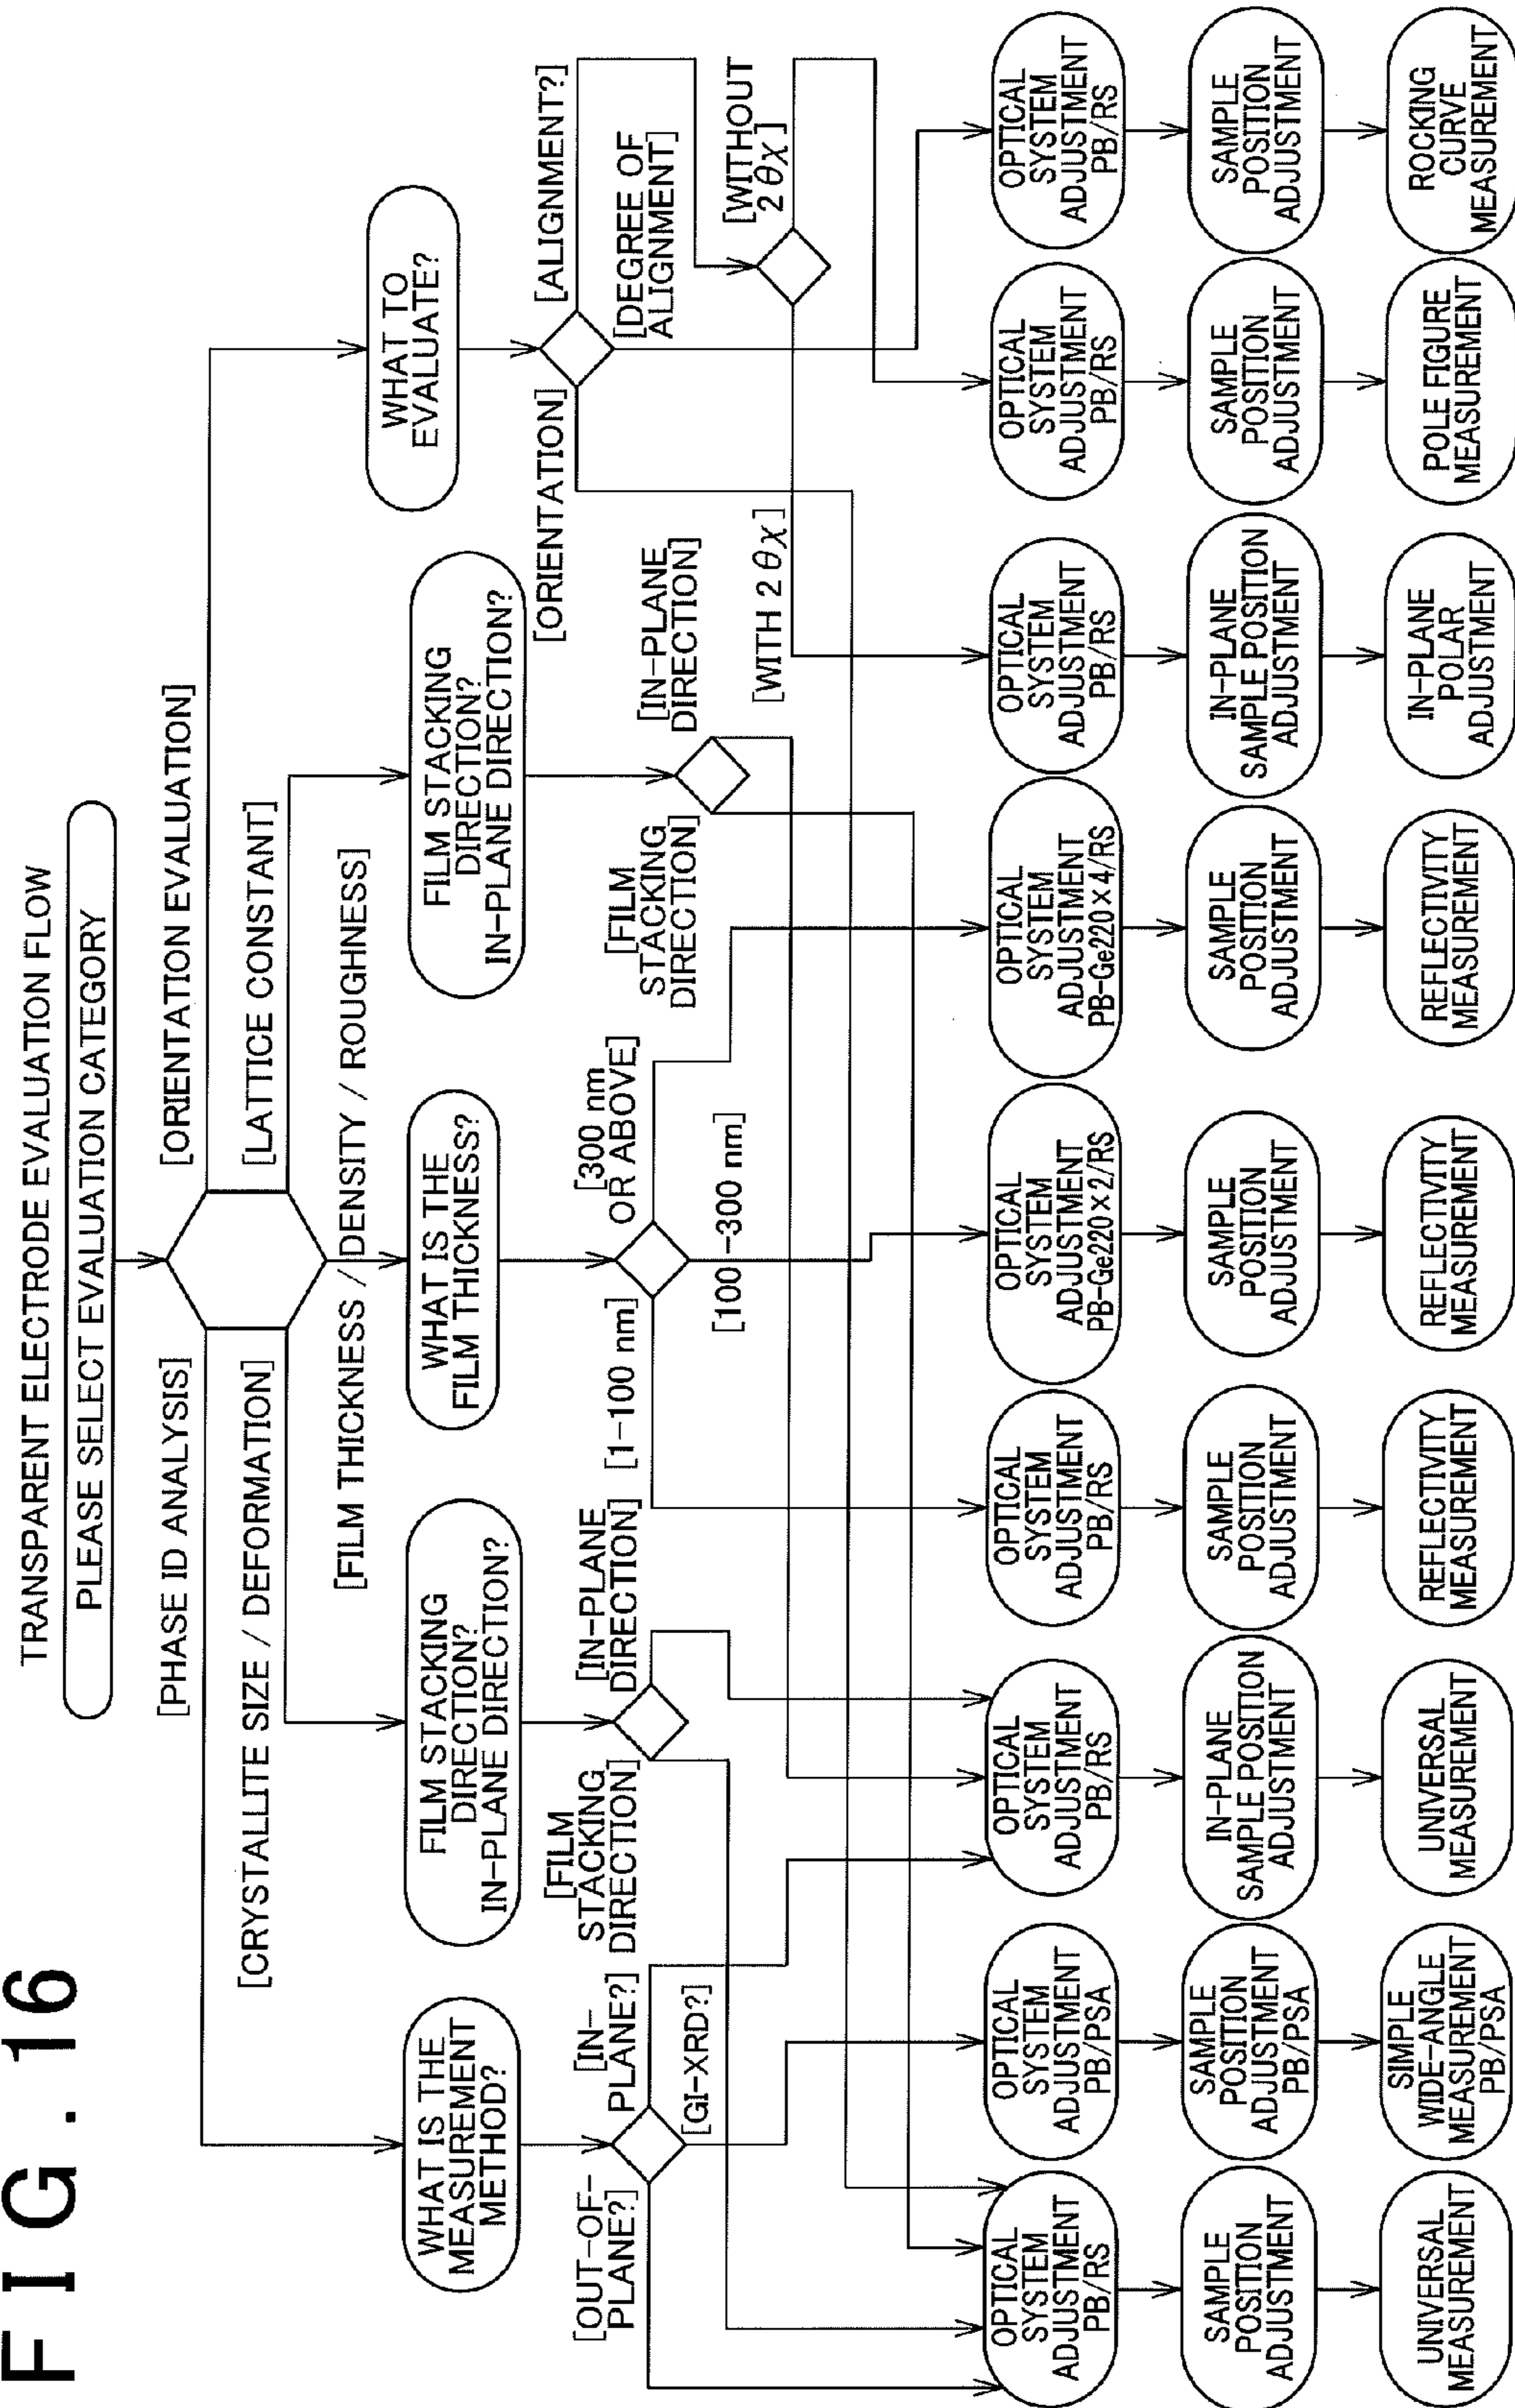 FIG.16
TRANSPARENT ELECTRODE EVALUATION FLOW
PLEASE SELECT EVALUATION CATEGORY
[PHASE ID ANALYSIS]
[ORIENTATION EVALUATION]
[CRYSTALLITE SIZE / DEFORMATION]
[LATTICE CONSTANT]
[FILM THICKNESS / DENSITY / ROUGHNESS]
WHAT IS THE
MEASUREMENT
METHOD?
FILM STACKING
DIRECTION?
IN-PLANE DIRECTION?
WHAT IS THE
FILM THICKNESS?
FILM STACKING
DIRECTION?
IN-PLANE DIRECTION?
WHAT TO
EVALUATE?
[OUT-OF-
PLANE?]
[IN-
PLANE?]
[GI-XRD?]
[FILM
STACKING
DIRECTION]
[IN-PLANE
DIRECTION]
[1-100 nm]
[300 nm
OR ABOVE]
[100-300 nm]
[FILM
STACKING
DIRECTION]
[IN-PLANE
DIRECTION]
[ORIENTATION]
[ALIGNMENT?]
[DEGREE OF
ALIGNMENT]
[WITH 2θχ]
[WITHOUT
2θχ]
OPTICAL
SYSTEM
ADJUSTMENT
PB/RS
OPTICAL
SYSTEM
ADJUSTMENT
PB/PSA
OPTICAL
SYSTEM
ADJUSTMENT
PB/RS
OPTICAL
SYSTEM
ADJUSTMENT
PB/RS
OPTICAL
SYSTEM
ADJUSTMENT
PB-Ge220×2/RS
OPTICAL
SYSTEM
ADJUSTMENT
PB-Ge220×4/RS
OPTICAL
SYSTEM
ADJUSTMENT
PB/RS
OPTICAL
SYSTEM
ADJUSTMENT
PB/RS
OPTICAL
SYSTEM
ADJUSTMENT
PB/RS
SAMPLE
POSITION
ADJUSTMENT
SAMPLE
POSITION
ADJUSTMENT
PB/PSA
IN-PLANE
SAMPLE POSITION
ADJUSTMENT
SAMPLE
POSITION
ADJUSTMENT
SAMPLE
POSITION
ADJUSTMENT
SAMPLE
POSITION
ADJUSTMENT
IN-PLANE
SAMPLE POSITION
ADJUSTMENT
SAMPLE
POSITION
ADJUSTMENT
SAMPLE
POSITION
ADJUSTMENT
UNIVERSAL
MEASUREMENT
SIMPLE
WIDE-ANGLE
MEASUREMENT
PB/PSA
UNIVERSAL
MEASUREMENT
REFLECTIVITY
MEASUREMENT
REFLECTIVITY
MEASUREMENT
REFLECTIVITY
MEASUREMENT
IN-PLANE
POLAR
ADJUSTMENT
POLE FIGURE
MEASUREMENT
ROCKING
CURVE
MEASUREMENT